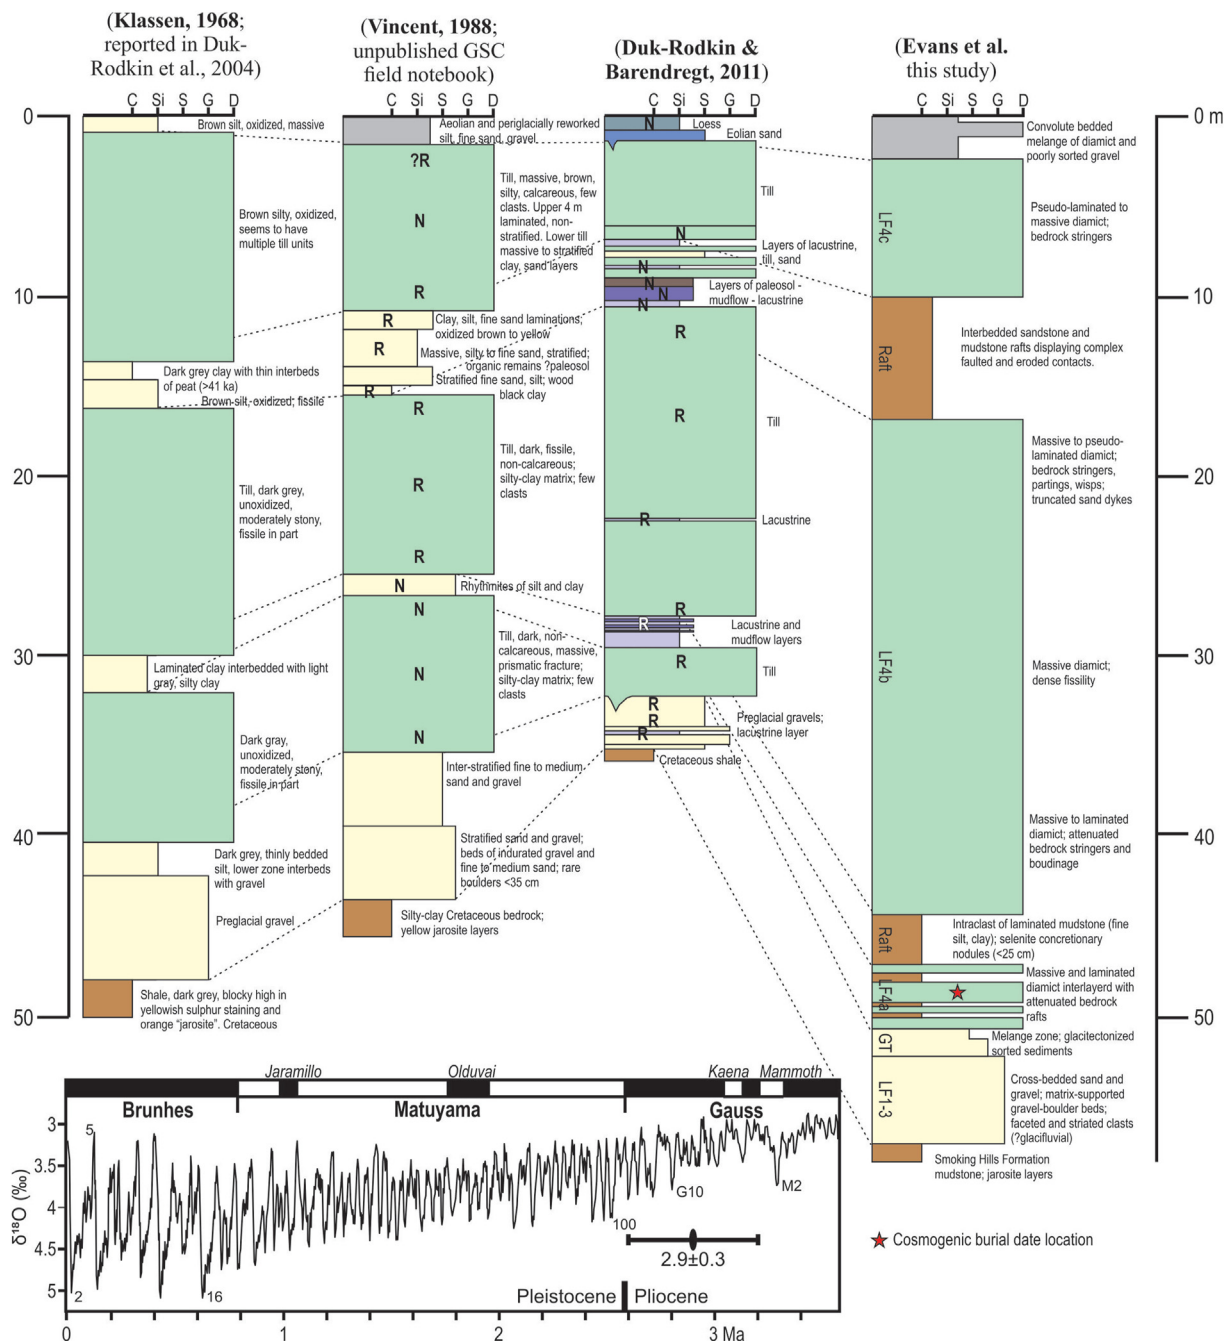 (Klassen, 1968;
reported in Duk-
Rodkin et al., 2004)
(Vincent, 1988;
unpublished GSC
field notebook)
(Duk-Rodkin &
Barendregt, 2011)
(Evans et al.
this study)
C Si S G D
C Si S G D
C Si S G D
C Si S G D
0
10
20
30
40
50
Brown silt, oxidized, massive
Brown silty, oxidized,
seems to have
multiple till units
Dark grey clay with thin interbeds
of peat (>41 ka)
Brown silt, oxidized; fissile
Till, dark grey,
unoxidized,
moderately stony,
fissile in part
Laminated clay interbedded with light
gray, silty clay
Dark gray,
unoxidized,
moderately stony,
fissile in part
Dark grey, thinly bedded
silt, lower zone interbeds
with gravel
Preglacial gravel
Shale, dark grey, blocky high in
yellowish sulphur staining and
orange "jarosite". Cretaceous
Aeolian and periglacially reworked
silt, fine sand, gravel
?R
N
N
Till, massive, brown,
silty, calcareous, few
clasts. Upper 4 m
laminated, non-
stratified. Lower till
massive to stratified
clay, sand layers
R
Clay, silt, fine sand laminations;
oxidized brown to yellow
R
Massive, silty to fine sand, stratified;
organic remains ?paleosol
Stratified fine sand, silt; wood
black clay
R
R
R
R
Till, dark, fissile,
non-calcareous;
silty-clay matrix; few
clasts
N
Rhythmites of silt and clay
N
N
N
Till, dark, non-
calcareous, massive,
prismatic fracture;
silty-clay matrix; few
clasts
Inter-stratified fine to medium
sand and gravel
Stratified sand and gravel;
beds of indurated gravel and
fine to medium sand; rare
boulders <35 cm
Silty-clay Cretaceous bedrock;
yellow jarosite layers
N
Loess
Eolian sand
Till
N
Layers of lacustrine,
till, sand
N
N
N
N
Layers of paleosol -
mudflow - lacustrine
R
R
Till
R
Lacustrine
R
R
Lacustrine and
mudflow layers
R
Till
R
R
R
Preglacial gravels;
lacustrine layer
Cretaceous shale
0 m
10
20
30
40
50
Convolute bedded
melange of diamict and
poorly sorted gravel
LF4c
Pseudo-laminated to
massive diamict;
bedrock stringers
Raft
Interbedded sandstone and
mudstone rafts displaying complex
faulted and eroded contacts.
LF4b
Massive to pseudo-
laminated diamict;
bedrock stringers,
partings, wisps;
truncated sand dykes
Massive diamict;
dense fissility
Massive to laminated
diamict; attenuated
bedrock stringers and
boudinage
Raft
Intraclast of laminated mudstone (fine
silt, clay); selenite concretionary
nodules (<25 cm)
LF4a
Massive and laminated
diamict interlayerd with
attenuated bedrock
rafts
GT
Melange zone; glacitectonized
sorted sediments
LF1-3
Cross-bedded sand and
gravel; matrix-supported
gravel-boulder beds;
faceted and striated clasts
(?glacifluvial)
Smoking Hills Formation
mudstone; jarosite layers
Cosmogenic burial date location
Jaramillo Olduvai Kaena Mammoth
Brunhes Matuyama Gauss
δ¹⁸O (‰)
3
3.5
4
4.5
5
5
2
16
100
G10
M2
2.9±0.3
Pleistocene Pliocene
0 1 2 3 Ma